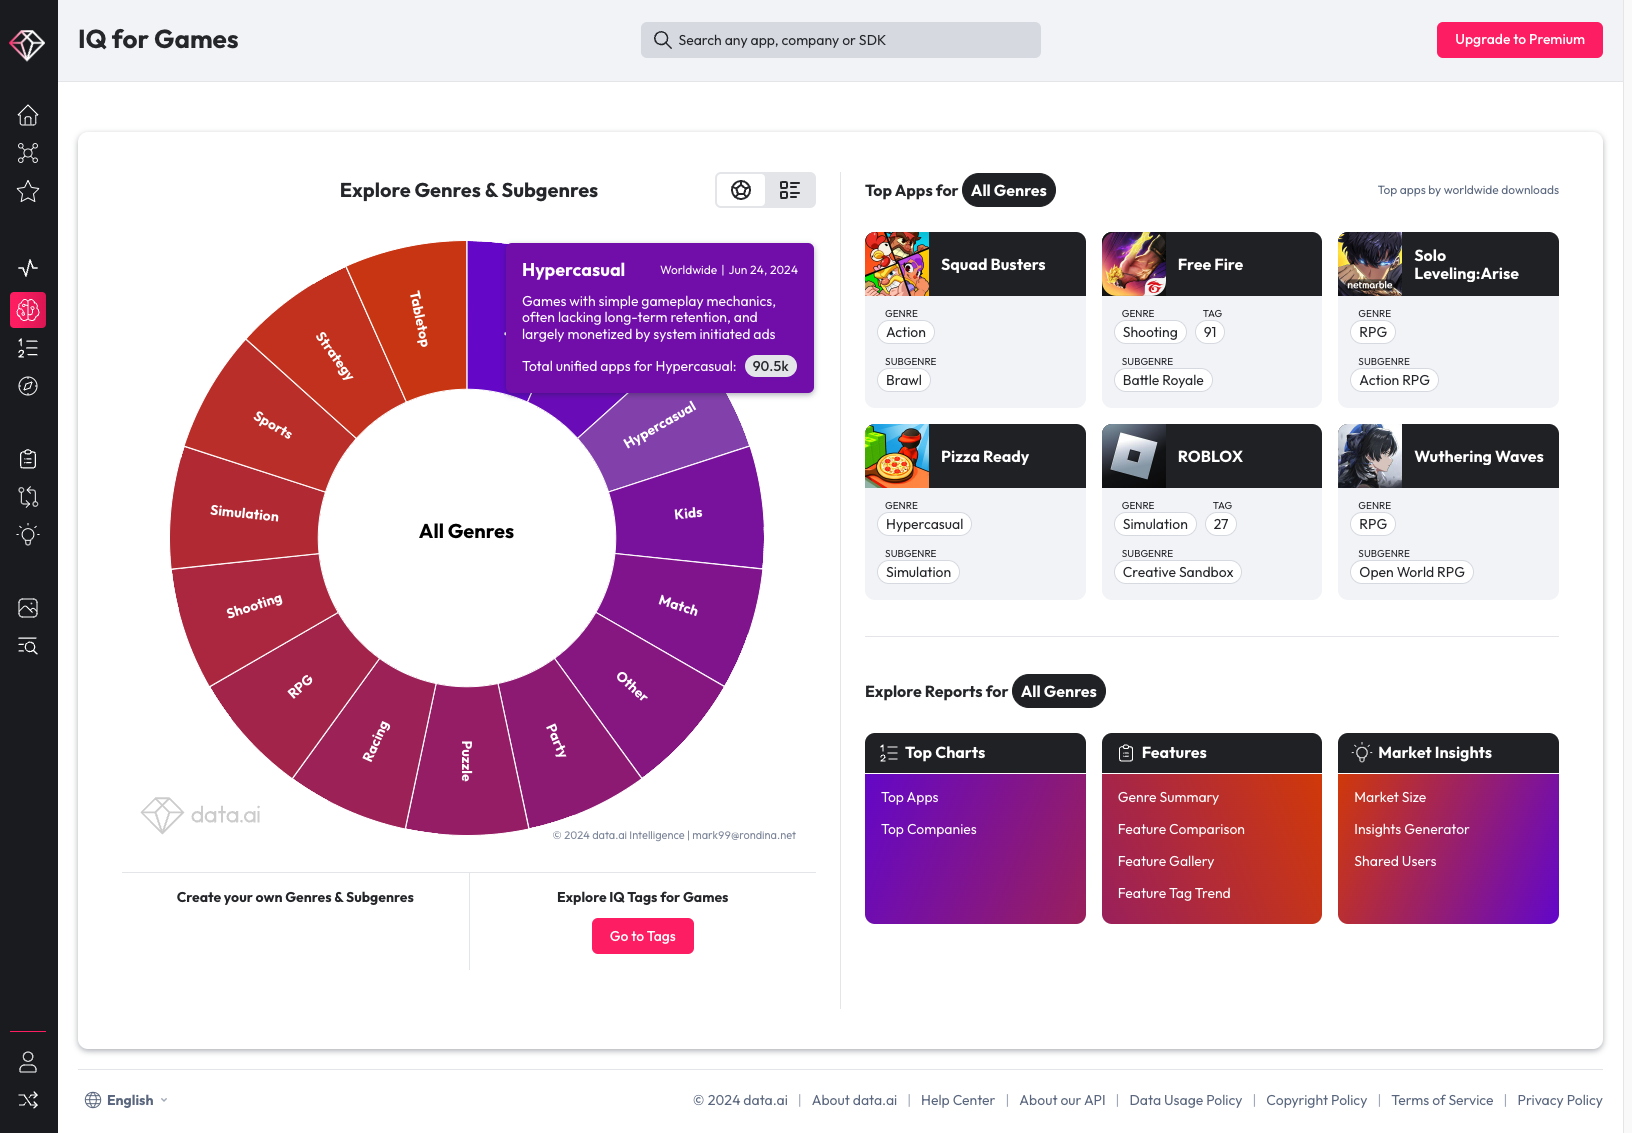 IQ for Games
Search any app, company or SDK
Upgrade to Premium
Explore Genres & Subgenres
Hypercasual
Worldwide | Jun 24, 2024
Games with simple gameplay mechanics,
often lacking long-term retention, and
largely monetized by system initiated ads
Total unified apps for Hypercasual: 90.5k
Tabletop
Strategy
Sports
Simulation
Shooting
RPG
Racing
Puzzle
Party
Other
Match
Kids
Hypercasual
All Genres
data.ai
© 2024 data.ai Intelligence | mark99@rondina.net
Create your own Genres & Subgenres
Explore IQ Tags for Games
Go to Tags
Top Apps for All Genres
Top apps by worldwide downloads
Squad Busters
GENRE
Action
SUBGENRE
Brawl
Free Fire
GENRE TAG
Shooting 91
SUBGENRE
Battle Royale
netmarble
Solo
Leveling:Arise
GENRE
RPG
SUBGENRE
Action RPG
Pizza Ready
GENRE
Hypercasual
SUBGENRE
Simulation
ROBLOX
GENRE TAG
Simulation 27
SUBGENRE
Creative Sandbox
Wuthering Waves
GENRE
RPG
SUBGENRE
Open World RPG
Explore Reports for All Genres
Top Charts
Top Apps
Top Companies
Features
Genre Summary
Feature Comparison
Feature Gallery
Feature Tag Trend
Market Insights
Market Size
Insights Generator
Shared Users
English
© 2024 data.ai | About data.ai | Help Center | About our API | Data Usage Policy | Copyright Policy | Terms of Service | Privacy Policy